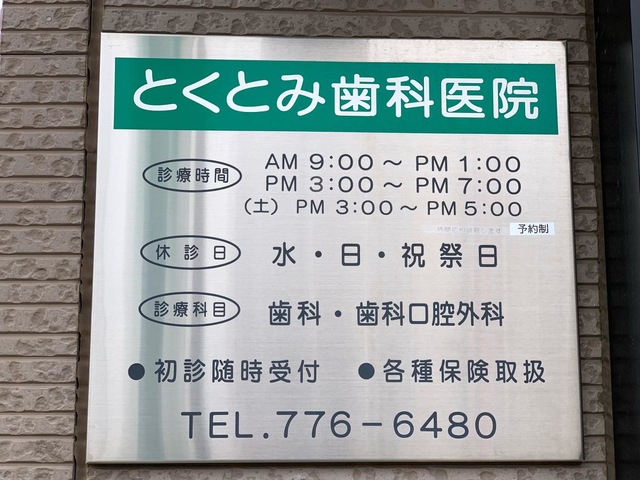 とくとみ歯科医院
診療時間 AM 9:00 ～ PM 1:00
PM 3:00 ～ PM 7:00
(土) PM 3:00 ～ PM 5:00
予約制
休診日 水・日・祝祭日
診療科目 歯科・歯科口腔外科
●初診随時受付 ●各種保険取扱
TEL.776-6480